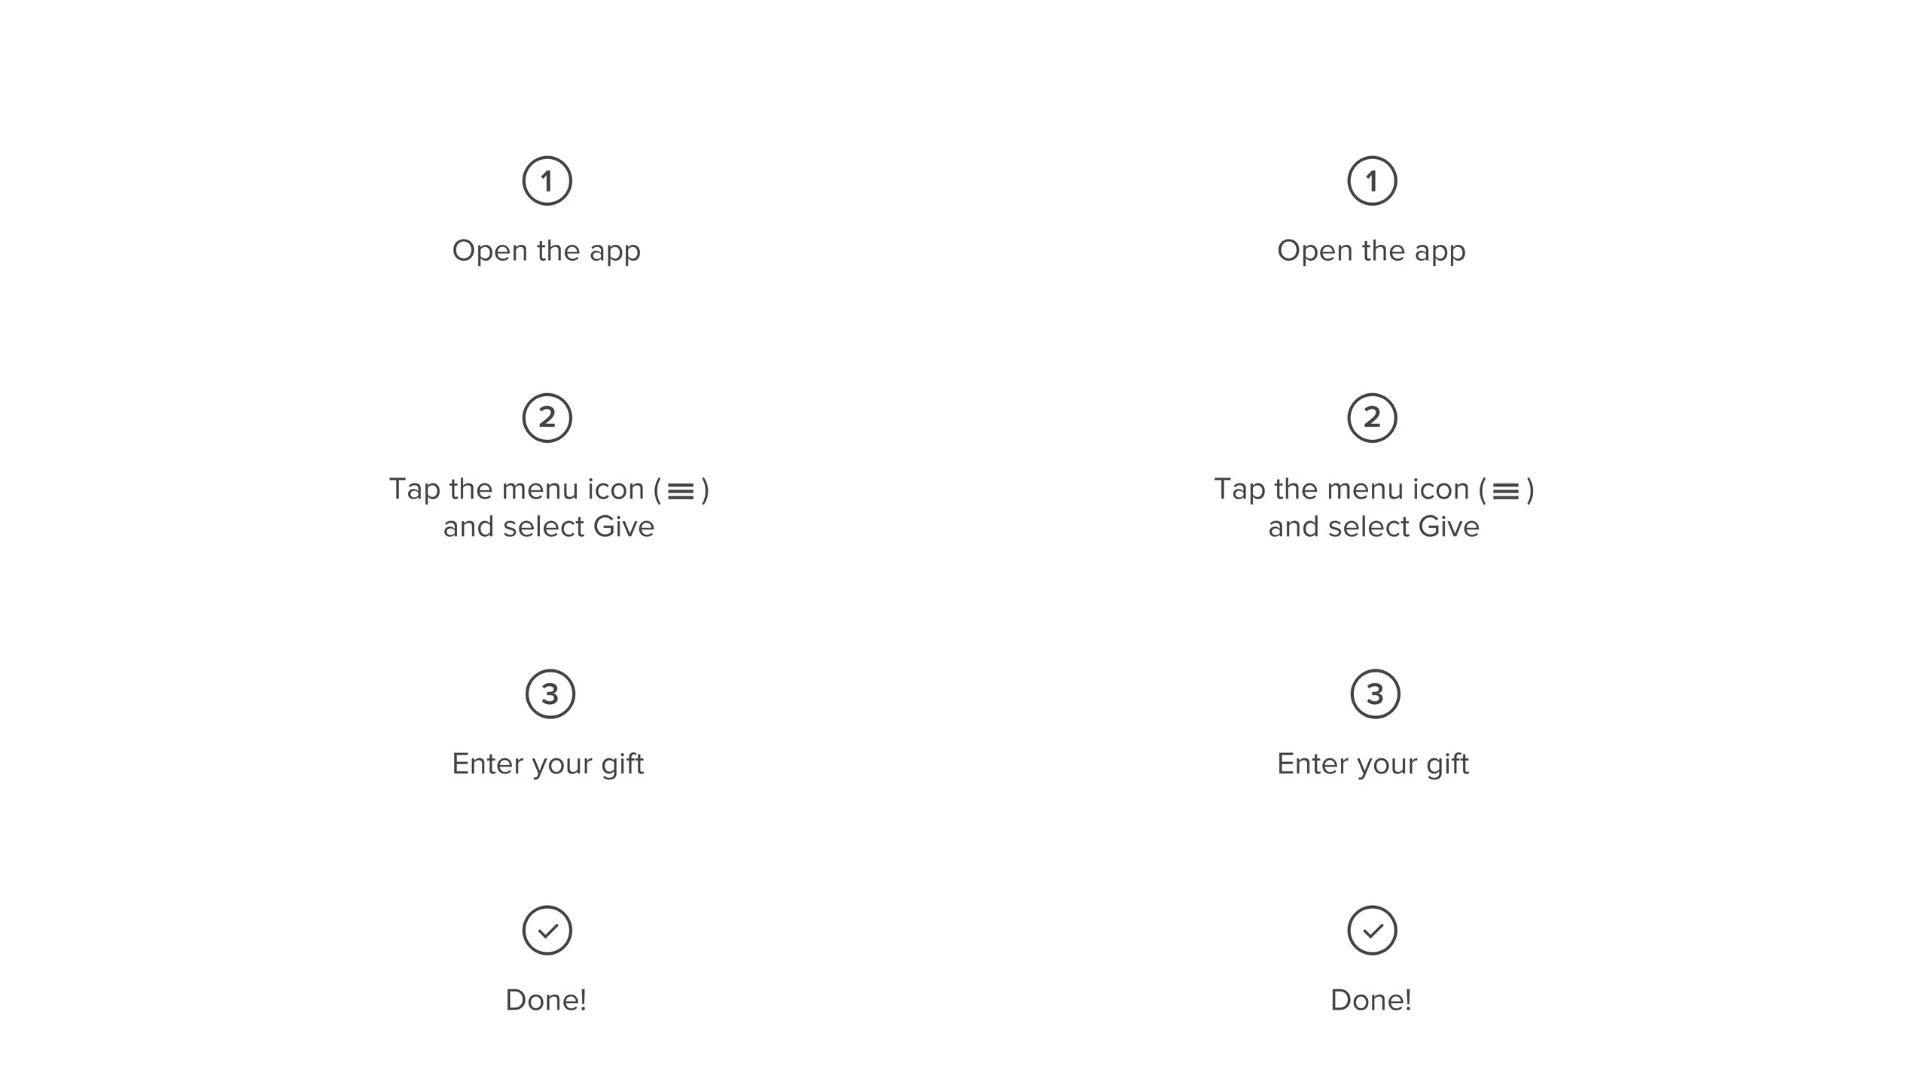 1
Open the app
2
Tap the menu icon (≡)
and select Give
3
Enter your gift
Done!
1
Open the app
2
Tap the menu icon (≡)
and select Give
3
Enter your gift
Done!